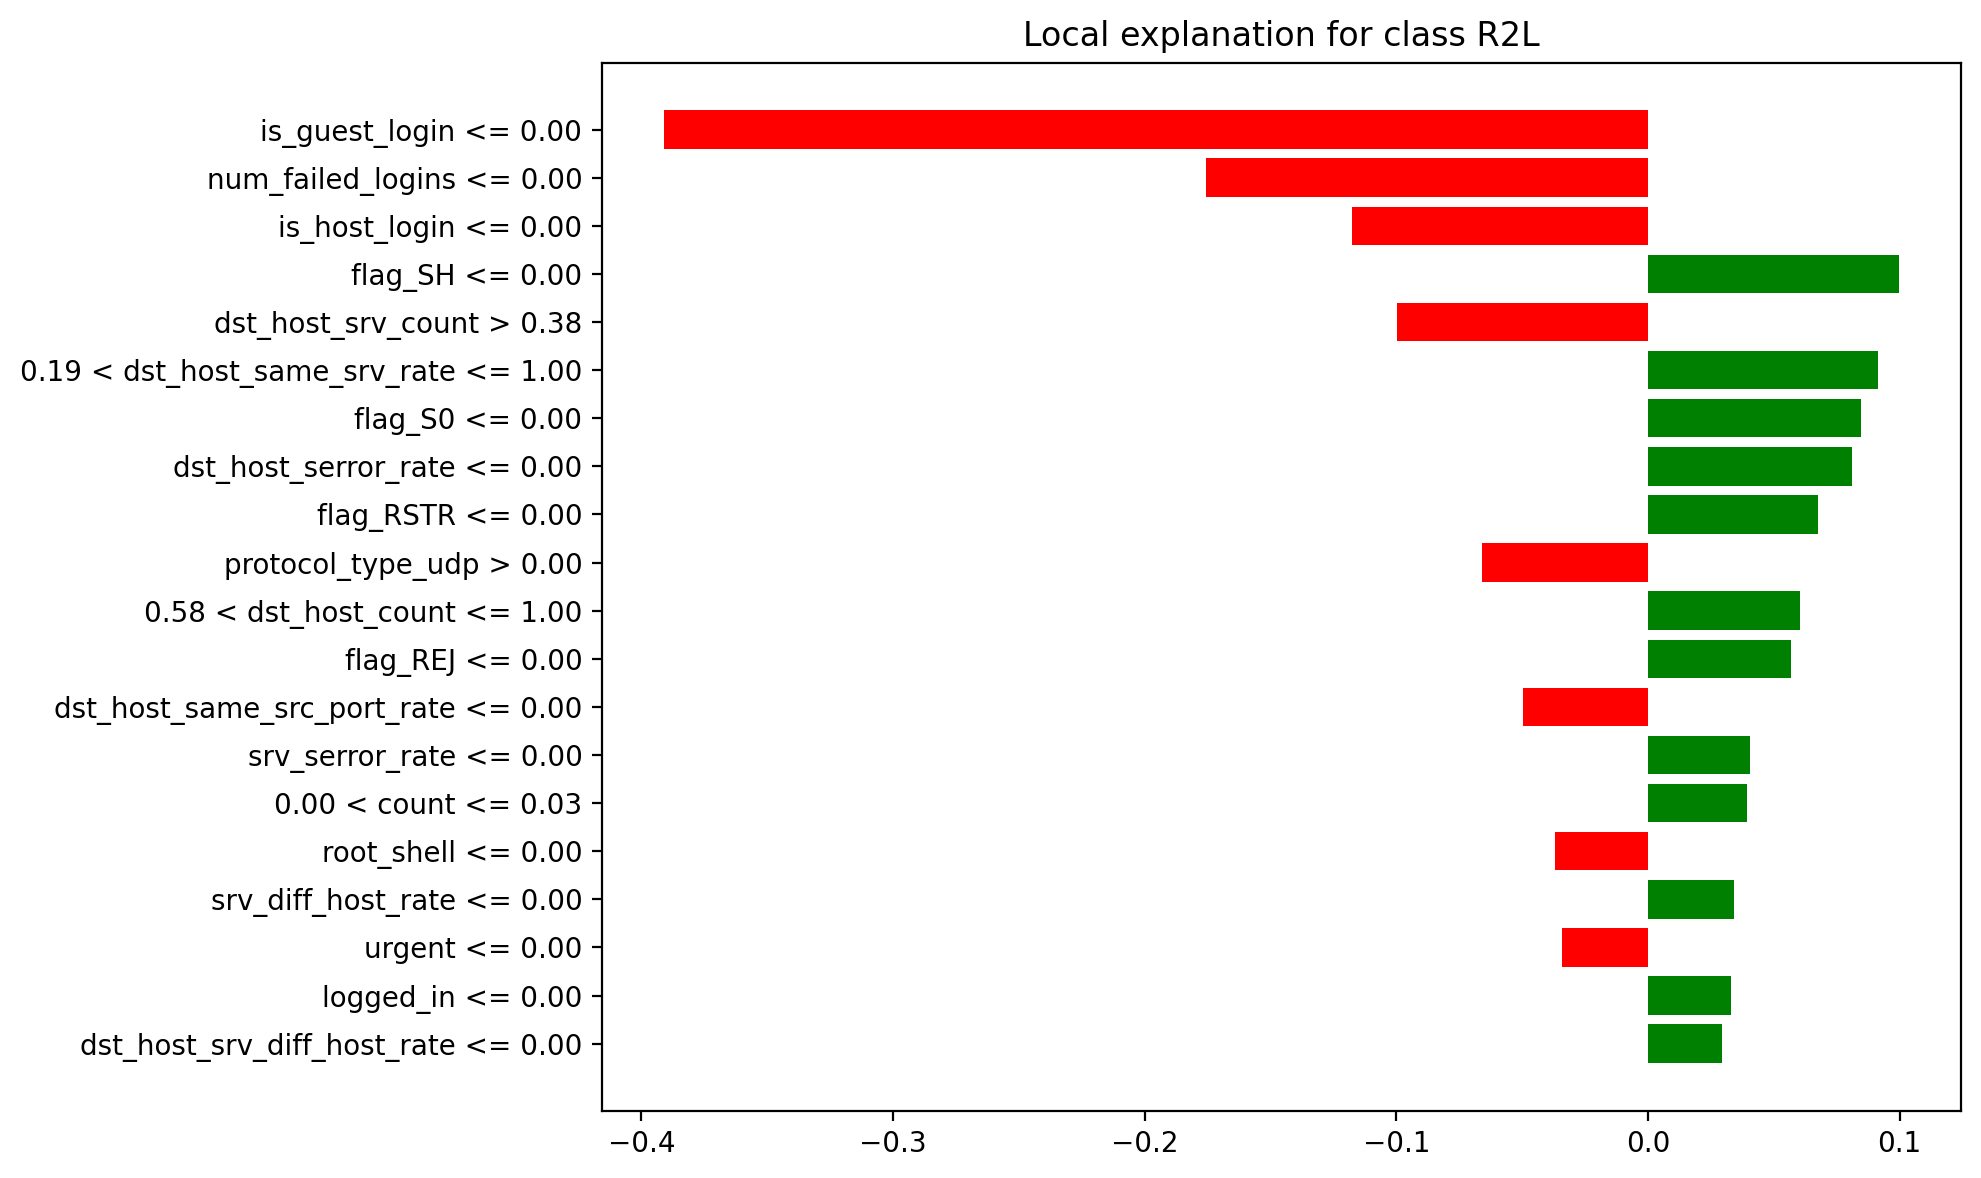 Local explanation for class R2L
is_guest_login <= 0.00
num_failed_logins <= 0.00
is_host_login <= 0.00
flag_SH <= 0.00
dst_host_srv_count > 0.38
0.19 < dst_host_same_srv_rate <= 1.00
flag_S0 <= 0.00
dst_host_serror_rate <= 0.00
flag_RSTR <= 0.00
protocol_type_udp > 0.00
0.58 < dst_host_count <= 1.00
flag_REJ <= 0.00
dst_host_same_src_port_rate <= 0.00
srv_serror_rate <= 0.00
0.00 < count <= 0.03
root_shell <= 0.00
srv_diff_host_rate <= 0.00
urgent <= 0.00
logged_in <= 0.00
dst_host_srv_diff_host_rate <= 0.00
−0.4 −0.3 −0.2 −0.1 0.0 0.1